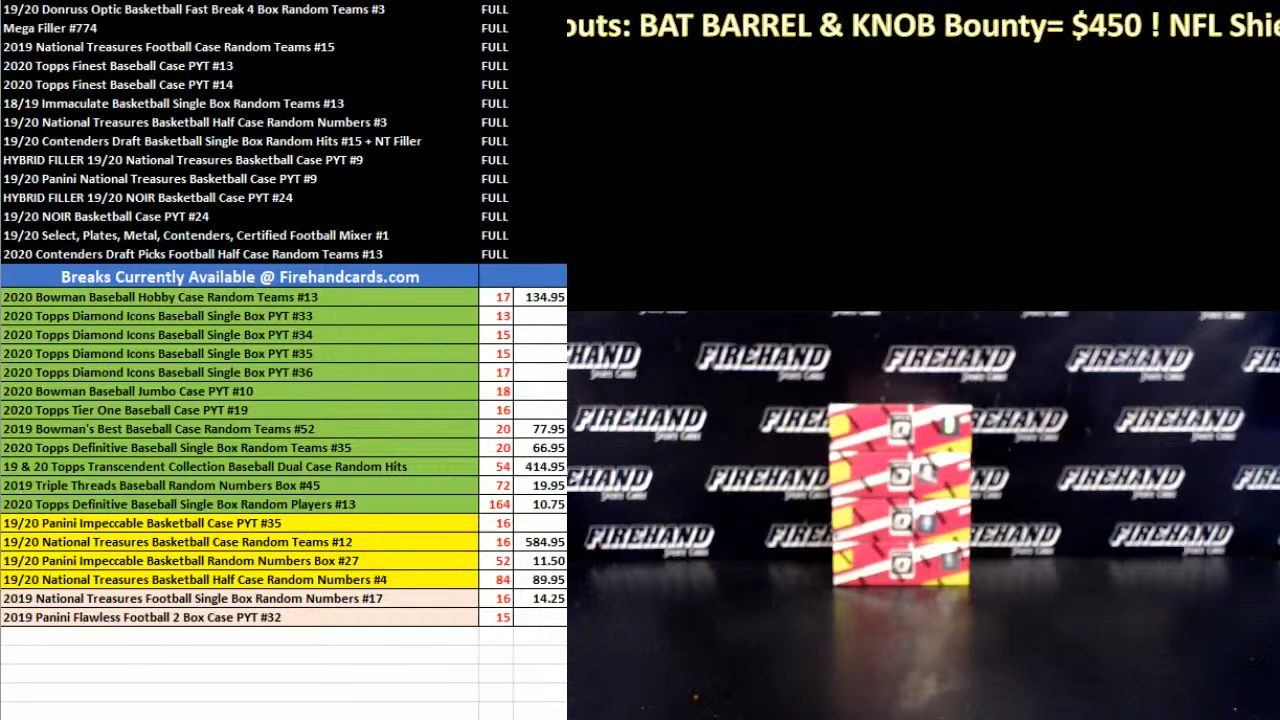 19/20 Donruss Optic Basketball Fast Break 4 Box Random Teams #3 FULL
Mega Filler #774 FULL
2019 National Treasures Football Case Random Teams #15 FULL
2020 Topps Finest Baseball Case PYT #13 FULL
2020 Topps Finest Baseball Case PYT #14 FULL
18/19 Immaculate Basketball Single Box Random Teams #13 FULL
19/20 National Treasures Basketball Half Case Random Numbers #3 FULL
19/20 Contenders Draft Basketball Single Box Random Hits #15 + NT Filler FULL
HYBRID FILLER 19/20 National Treasures Basketball Case PYT #9 FULL
19/20 Panini National Treasures Basketball Case PYT #9 FULL
HYBRID FILLER 19/20 NOIR Basketball Case PYT #24 FULL
19/20 NOIR Basketball Case PYT #24 FULL
19/20 Select, Plates, Metal, Contenders, Certified Football Mixer #1 FULL
2020 Contenders Draft Picks Football Half Case Random Teams #13 FULL
Breaks Currently Available @ Firehandcards.com
2020 Bowman Baseball Hobby Case Random Teams #13 17 134.95
2020 Topps Diamond Icons Baseball Single Box PYT #33 13
2020 Topps Diamond Icons Baseball Single Box PYT #34 15
2020 Topps Diamond Icons Baseball Single Box PYT #35 15
2020 Topps Diamond Icons Baseball Single Box PYT #36 17
2020 Bowman Baseball Jumbo Case PYT #10 18
2020 Topps Tier One Baseball Case PYT #19 16
2019 Bowman's Best Baseball Case Random Teams #52 20 77.95
2020 Topps Definitive Baseball Single Box Random Teams #35 20 66.95
19 & 20 Topps Transcendent Collection Baseball Dual Case Random Hits 54 414.95
2019 Triple Threads Baseball Random Numbers Box #45 72 19.95
2020 Topps Definitive Baseball Single Box Random Players #13 164 10.75
19/20 Panini Impeccable Basketball Case PYT #35 16
19/20 National Treasures Basketball Case Random Teams #12 16 584.95
19/20 Panini Impeccable Basketball Random Numbers Box #27 52 11.50
19/20 National Treasures Basketball Half Case Random Numbers #4 84 89.95
2019 National Treasures Football Single Box Random Numbers #17 16 14.25
2019 Panini Flawless Football 2 Box Case PYT #32 15
outs: BAT BARREL & KNOB Bounty= $450 ! NFL Shie
FIREHAND FIREHAND FIREHAND FIREHAND
FIREHAND FIREHAND FIREHAND
FIREHAND FIREHAND FIREHAND
FIREHAND FIREHAND FIREHAND